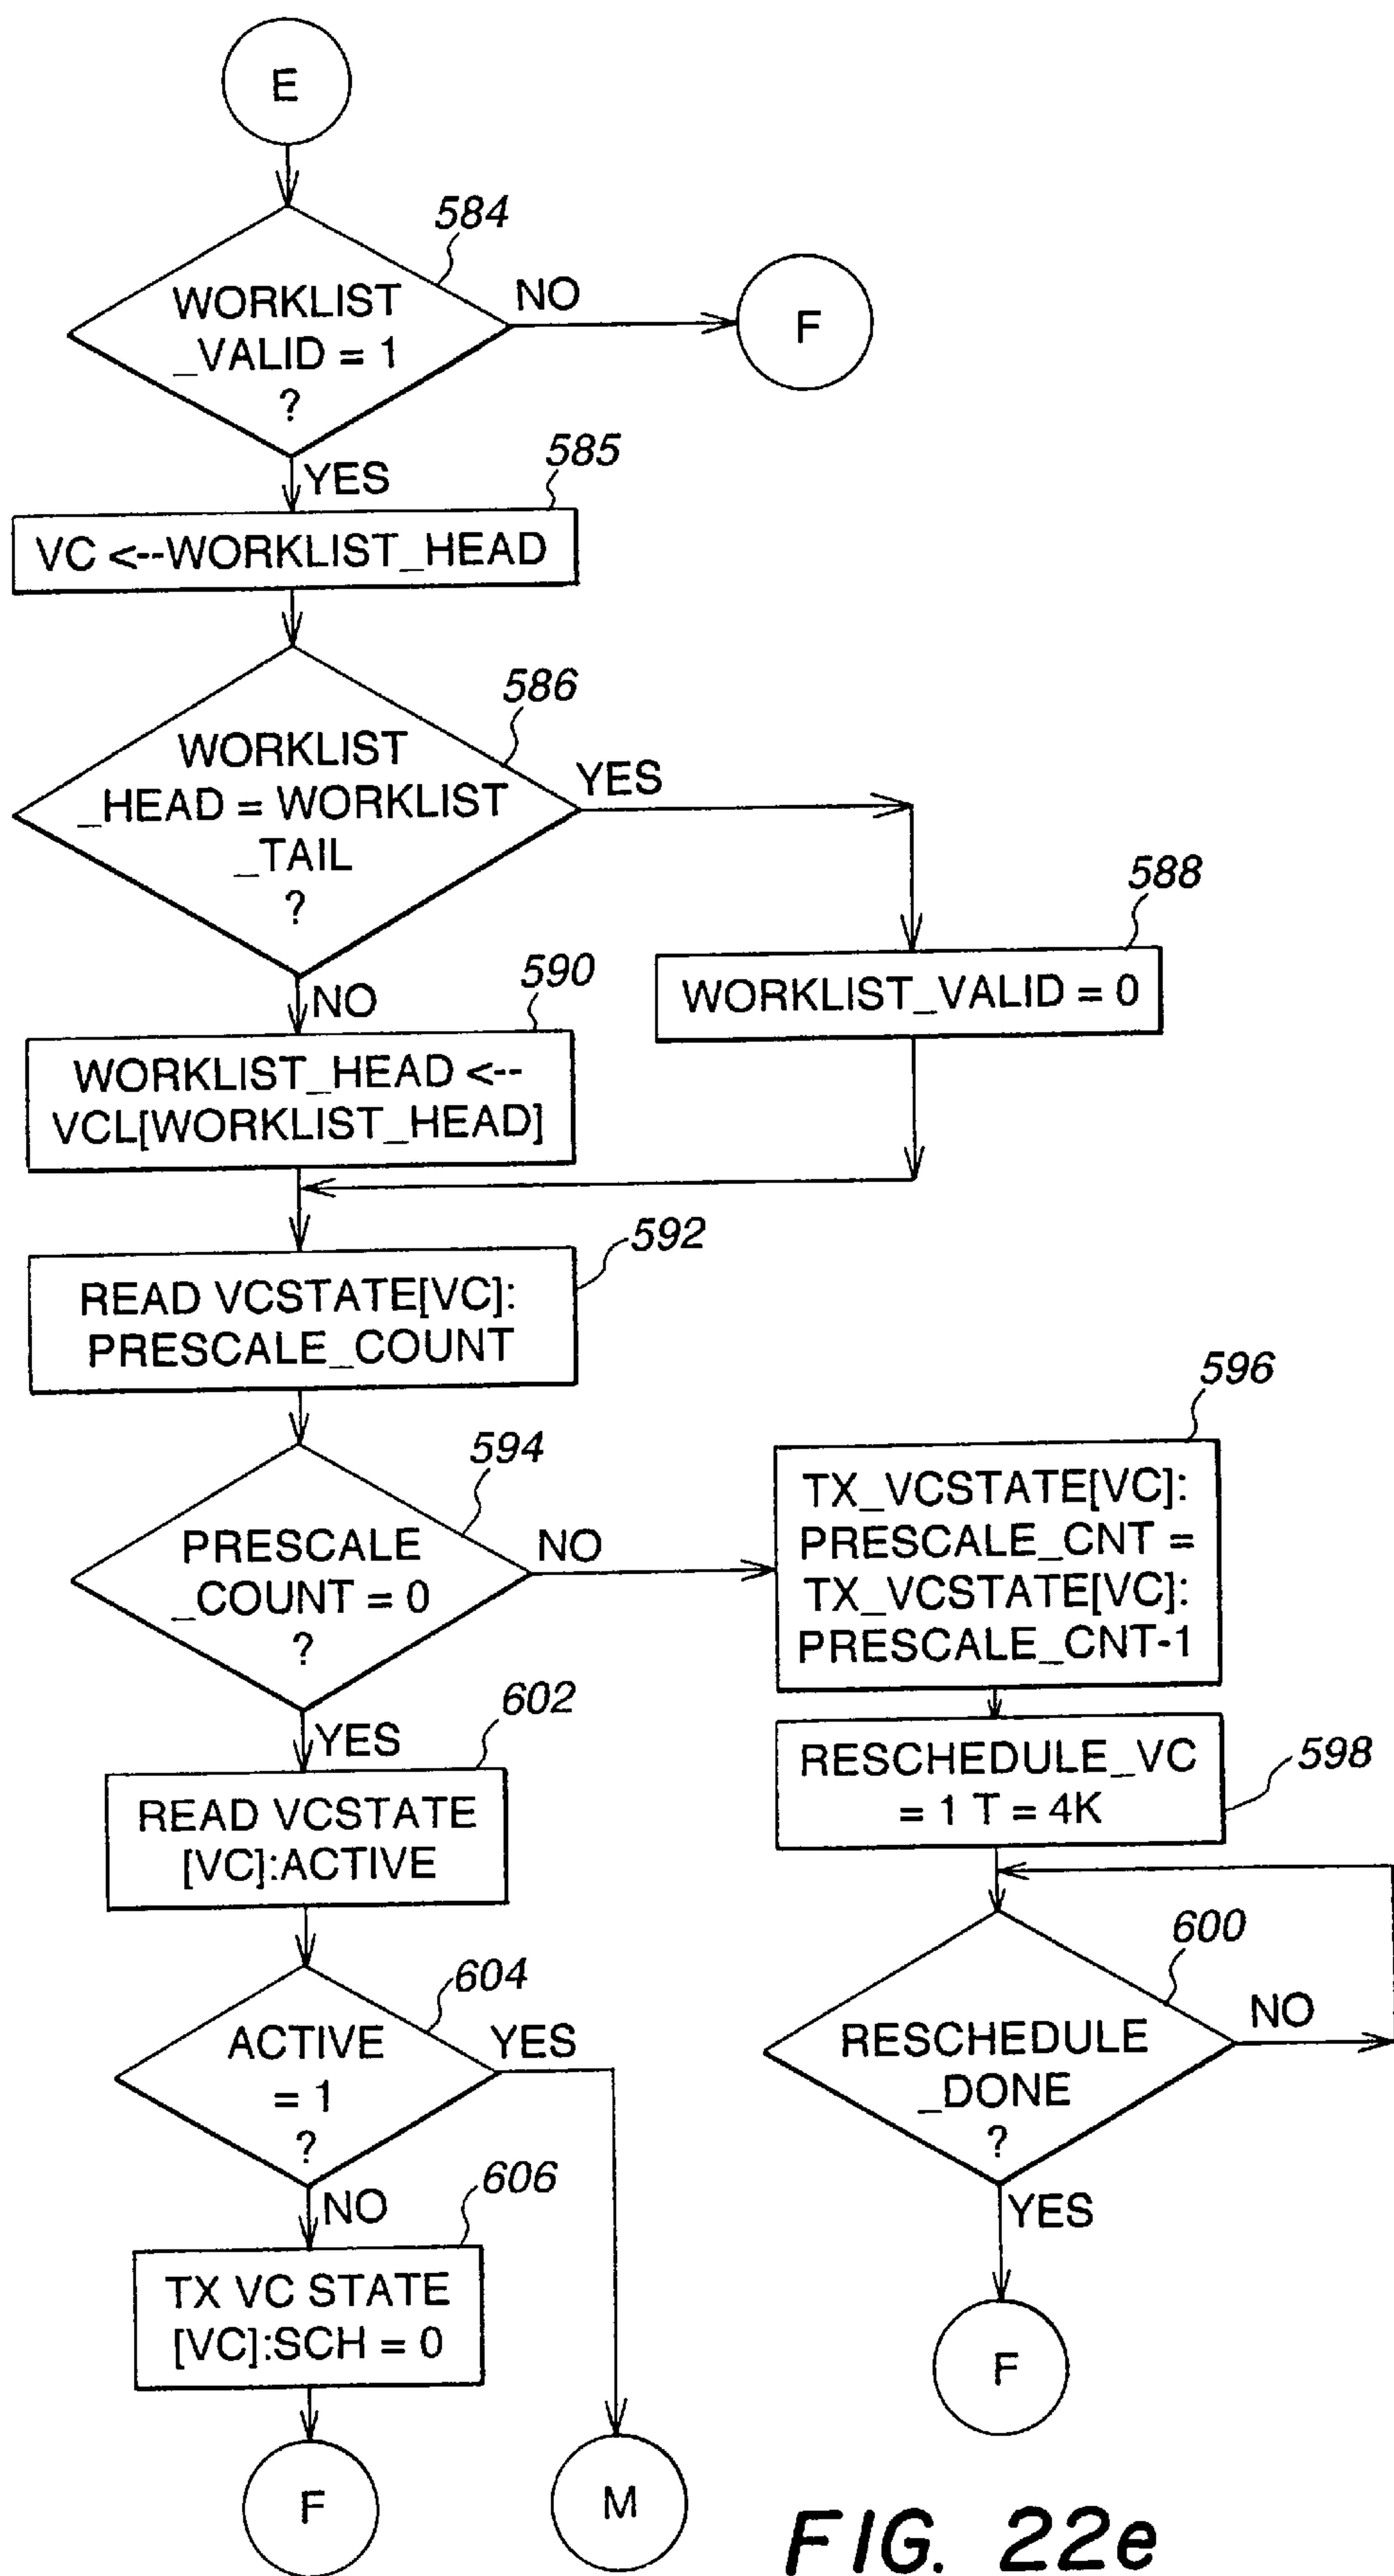 E
584
WORKLIST
_VALID = 1
?
NO
F
YES
585
VC <--WORKLIST_HEAD
586
WORKLIST
_HEAD = WORKLIST
_TAIL
?
YES
588
WORKLIST_VALID = 0
NO
590
WORKLIST_HEAD <--
VCL[WORKLIST_HEAD]
592
READ VCSTATE[VC]:
PRESCALE_COUNT
594
PRESCALE
_COUNT = 0
?
NO
596
TX_VCSTATE[VC]:
PRESCALE_CNT =
TX_VCSTATE[VC]:
PRESCALE_CNT-1
598
RESCHEDULE_VC
= 1 T = 4K
600
RESCHEDULE
_DONE
?
NO
YES
F
YES
602
READ VCSTATE
[VC]:ACTIVE
604
ACTIVE
= 1
?
YES
NO
606
TX VC STATE
[VC]:SCH = 0
F
M
FIG. 22e